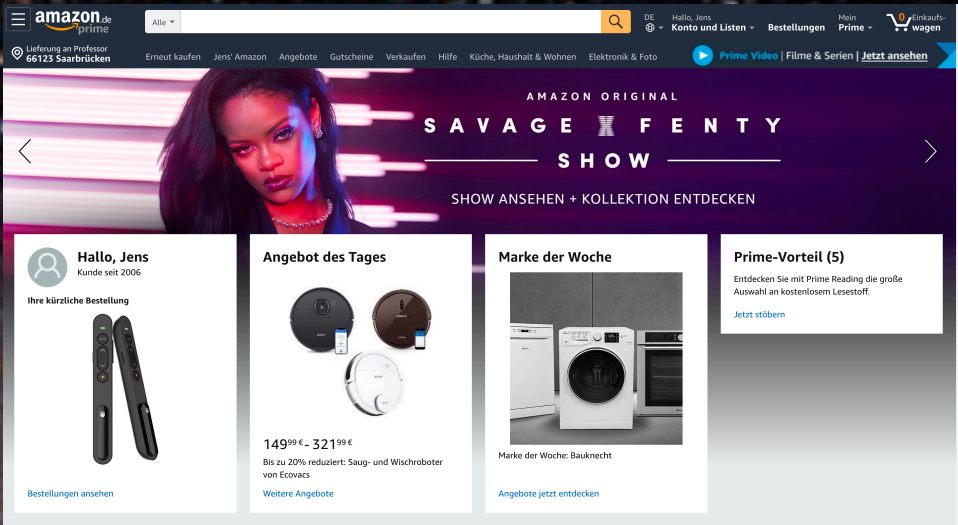 amazon.de
prime
Alle
DE
Hallo, Jens
Konto und Listen
Bestellungen
Mein
Prime
0
Einkaufs-
wagen
Lieferung an Professor
66123 Saarbrücken
Erneut kaufen Jens' Amazon Angebote Gutscheine Verkaufen Hilfe Küche, Haushalt & Wohnen Elektronik & Foto
Prime Video | Filme & Serien | Jetzt ansehen
AMAZON ORIGINAL
SAVAGE X FENTY
SHOW
SHOW ANSEHEN + KOLLEKTION ENTDECKEN
Hallo, Jens
Kunde seit 2006
Ihre kürzliche Bestellung
Bestellungen ansehen
Angebot des Tages
149⁹⁹ € - 321⁹⁹ €
Bis zu 20% reduziert: Saug- und Wischroboter
von Ecovacs
Weitere Angebote
Marke der Woche
Marke der Woche: Bauknecht
Angebote jetzt entdecken
Prime-Vorteil (5)
Entdecken Sie mit Prime Reading die große
Auswahl an kostenlosem Lesestoff.
Jetzt stöbern